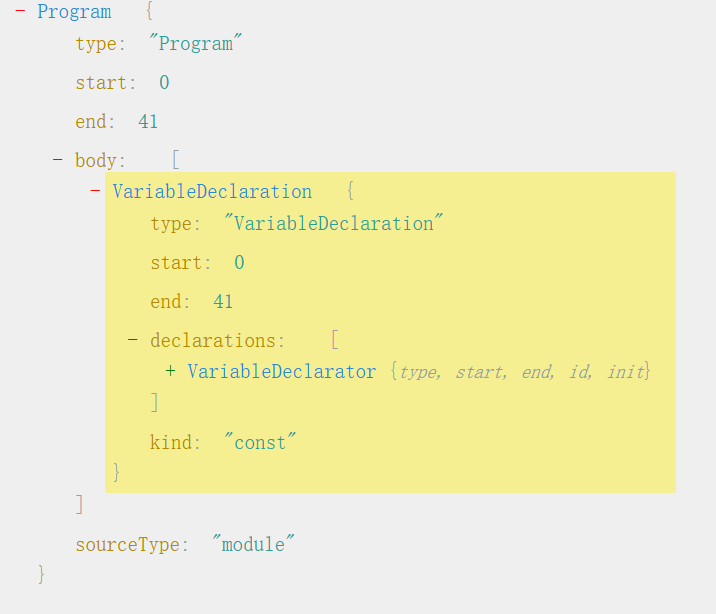 - Program {
type: "Program"
start: 0
end: 41
- body: [
- VariableDeclaration {
type: "VariableDeclaration"
start: 0
end: 41
- declarations: [
+ VariableDeclarator {type, start, end, id, init}
]
kind: "const"
}
]
sourceType: "module"
}